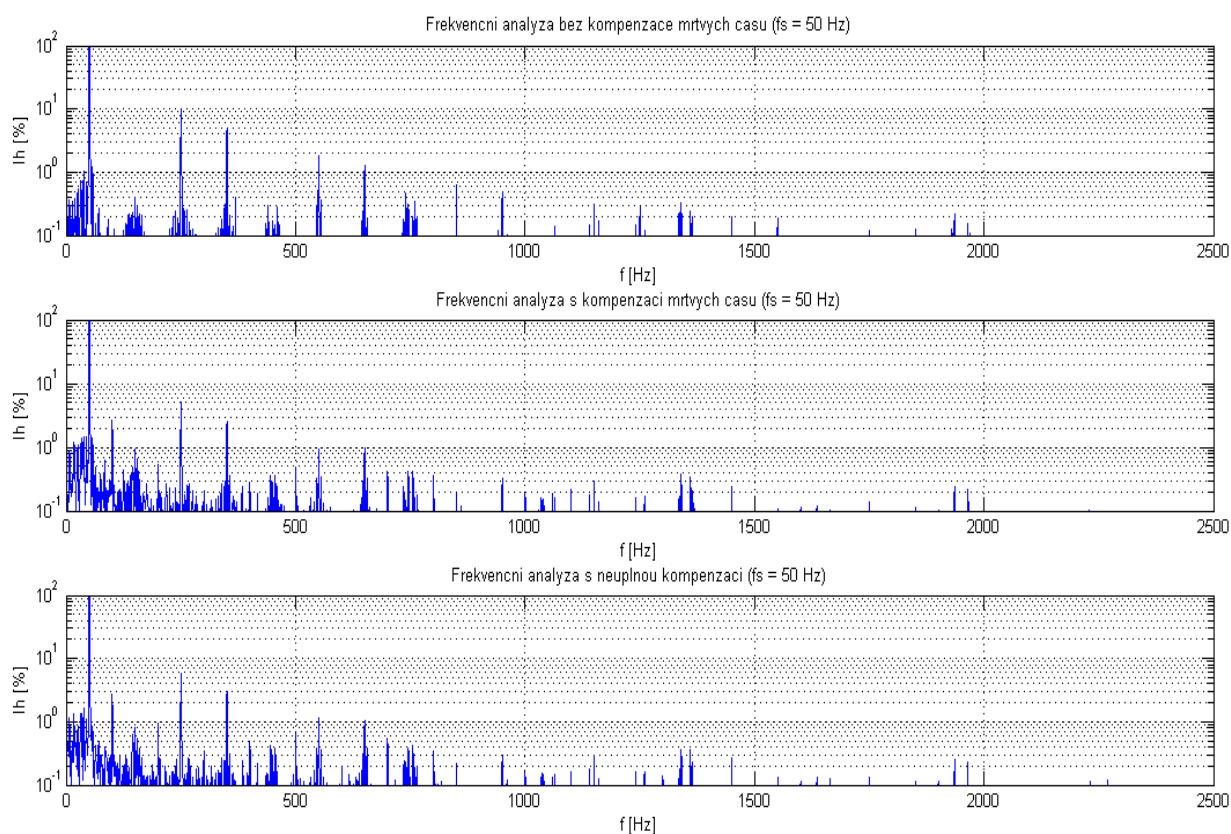 Frekvencni analyza bez kompenzace mrtvych casu (fs = 50 Hz)
10^2
10^1
10^0
10^-1
Ih [%]
0 500 1000 1500 2000 2500
f [Hz]
Frekvencni analyza s kompenzaci mrtvych casu (fs = 50 Hz)
10^2
10^1
10^0
10^-1
Ih [%]
0 500 1000 1500 2000 2500
f [Hz]
Frekvencni analyza s neuplnou kompenzaci (fs = 50 Hz)
10^2
10^1
10^0
10^-1
Ih [%]
0 500 1000 1500 2000 2500
f [Hz]